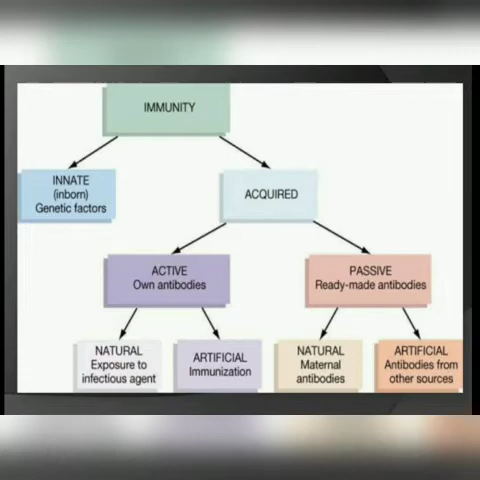 IMMUNITY
INNATE
(inborn)
Genetic factors
ACQUIRED
ACTIVE
Own antibodies
PASSIVE
Ready-made antibodies
NATURAL
Exposure to
infectious agent
ARTIFICIAL
Immunization
NATURAL
Maternal
antibodies
ARTIFICIAL
Antibodies from
other sources